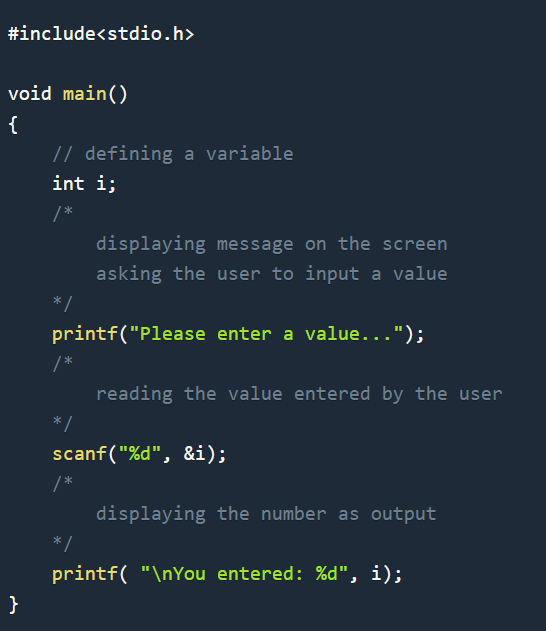 #include<stdio.h>
void main()
{
// defining a variable
int i;
/*
displaying message on the screen
asking the user to input a value
*/
printf("Please enter a value...");
/*
reading the value entered by the user
*/
scanf("%d", &i);
/*
displaying the number as output
*/
printf( "\nYou entered: %d", i);
}